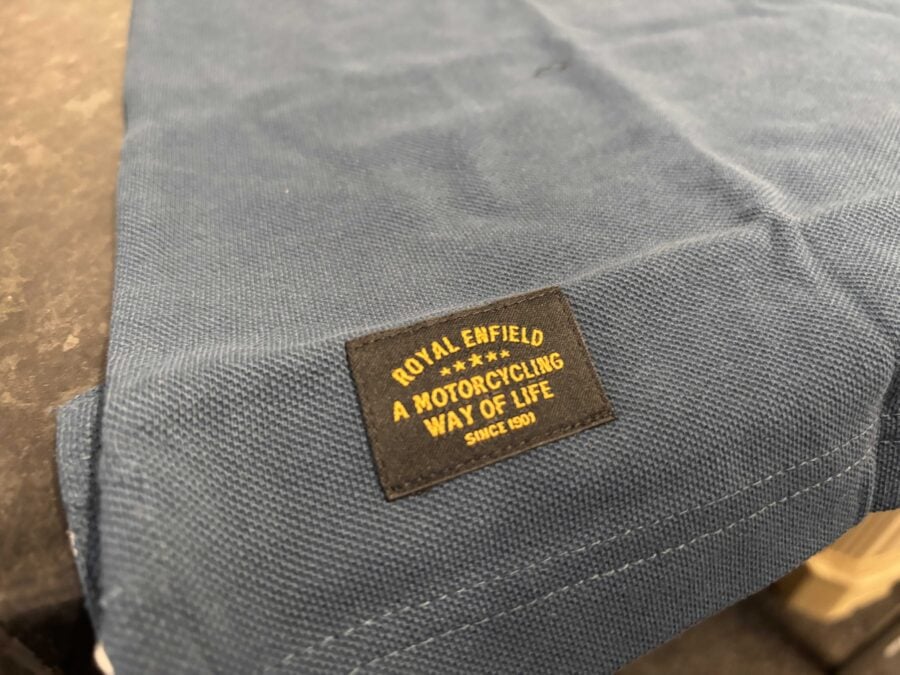 ROYAL ENFIELD
★★★★★
A MOTORCYCLING
WAY OF LIFE
SINCE 1901